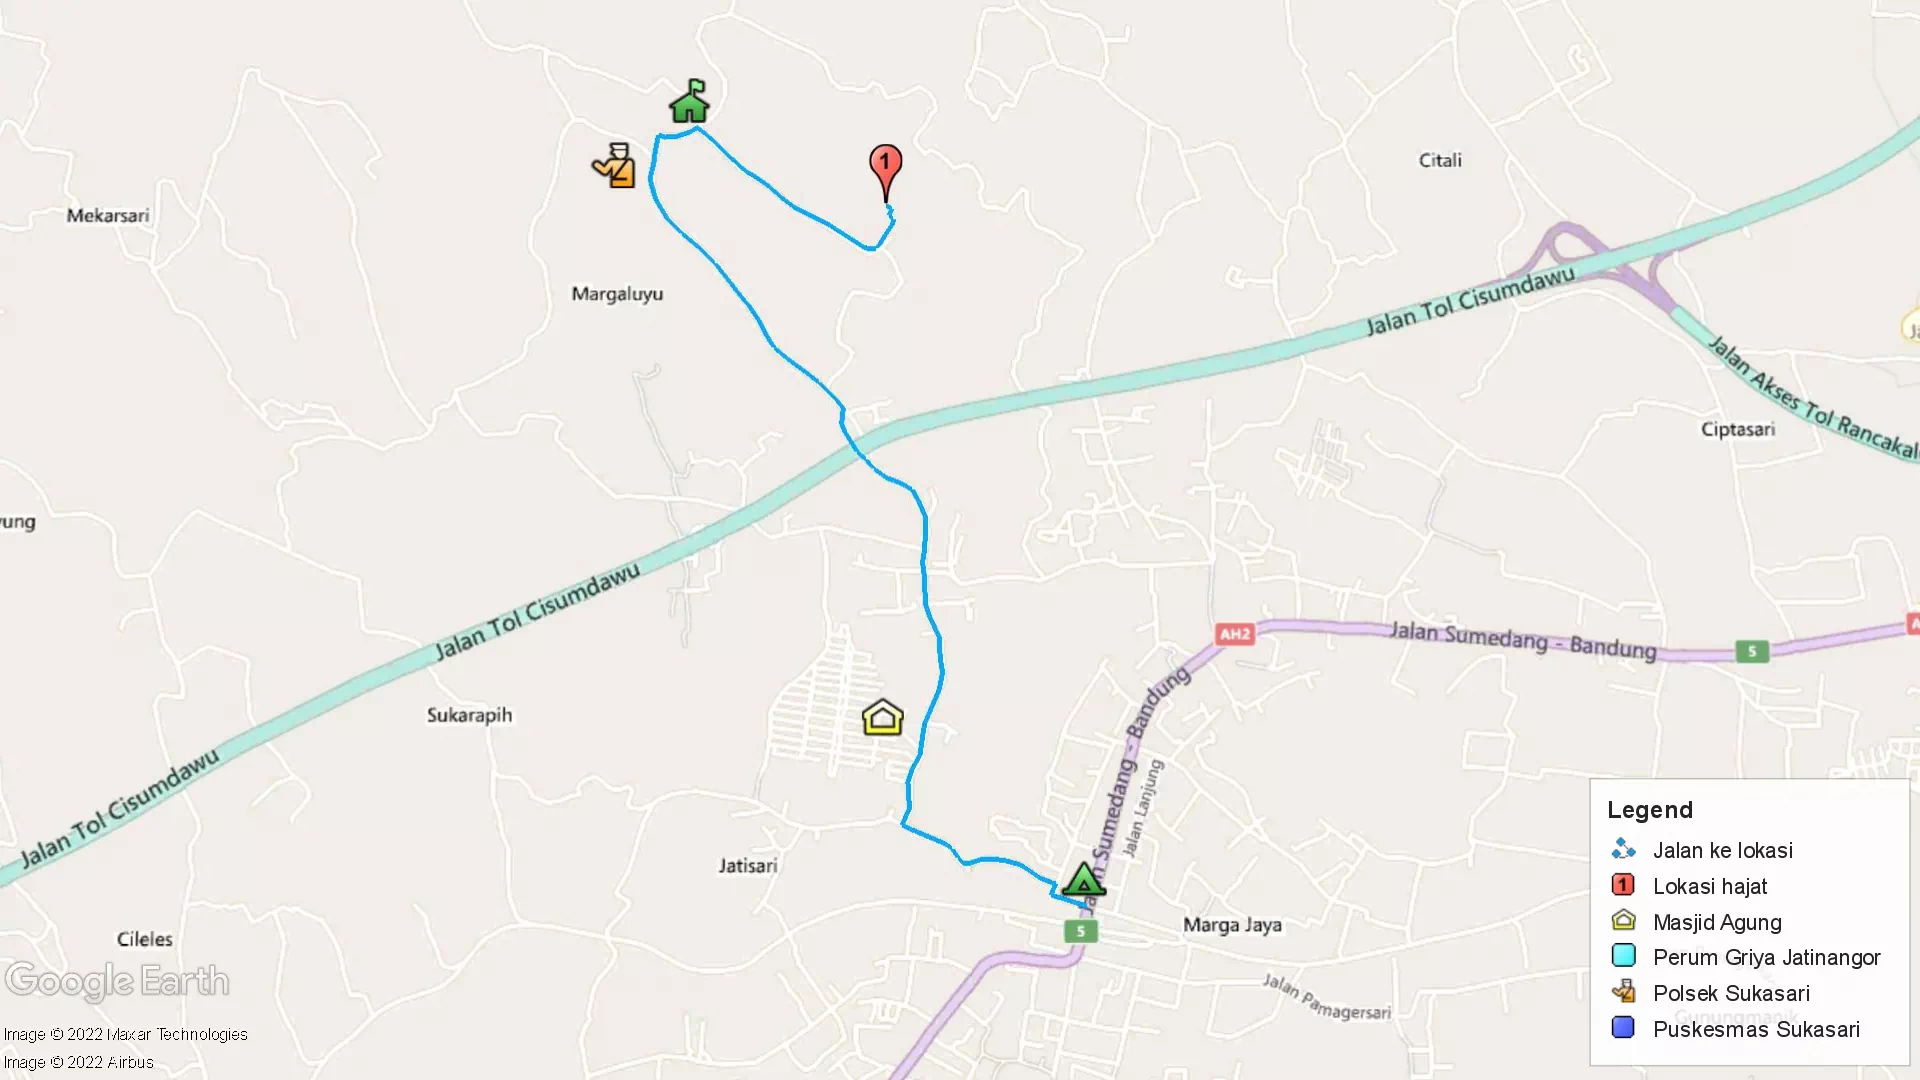 1
Citali
Mekarsari
Margaluyu
Jalan Tol Cisumdawu
Jalan Akses Tol Rancakal
Ciptasari
yung
Jalan Tol Cisumdawu
AH2
Jalan Sumedang - Bandung
5
Sukarapih
Jalan Sumedang - Bandung
Jalan Lanjung
Jalan Tol Cisumdawu
Jatisari
Marga Jaya
5
Cileles
Jalan Pamagersari
Google Earth
Image © 2022 Maxar Technologies
Image © 2022 Airbus
Legend
Jalan ke lokasi
1 Lokasi hajat
Masjid Agung
Perum Griya Jatinangor
Polsek Sukasari
Gunungmanik
Puskesmas Sukasari